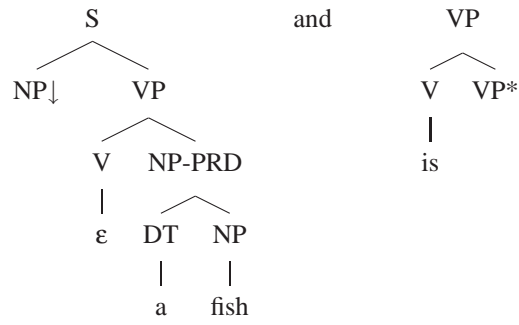 S and VP
NP↓ VP V VP*
V NP-PRD is
ε DT NP
a fish